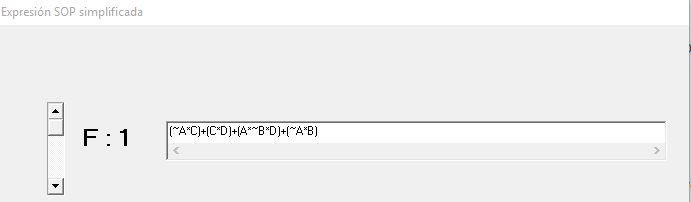 Expresión SOP simplificada
F : 1
(~A*C)+(C*D)+(A*~B*D)+(~A*B)